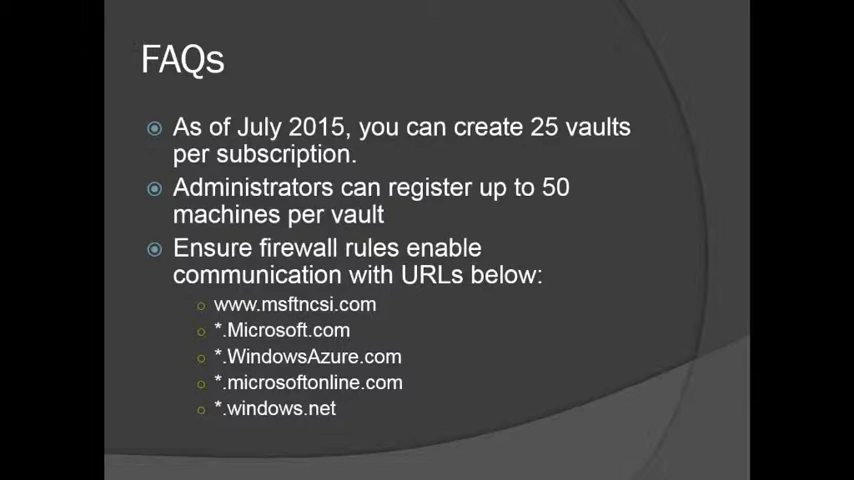 FAQs
As of July 2015, you can create 25 vaults
per subscription.
Administrators can register up to 50
machines per vault
Ensure firewall rules enable
communication with URLs below:
www.msftncsi.com
*.Microsoft.com
*.WindowsAzure.com
*.microsoftonline.com
*.windows.net